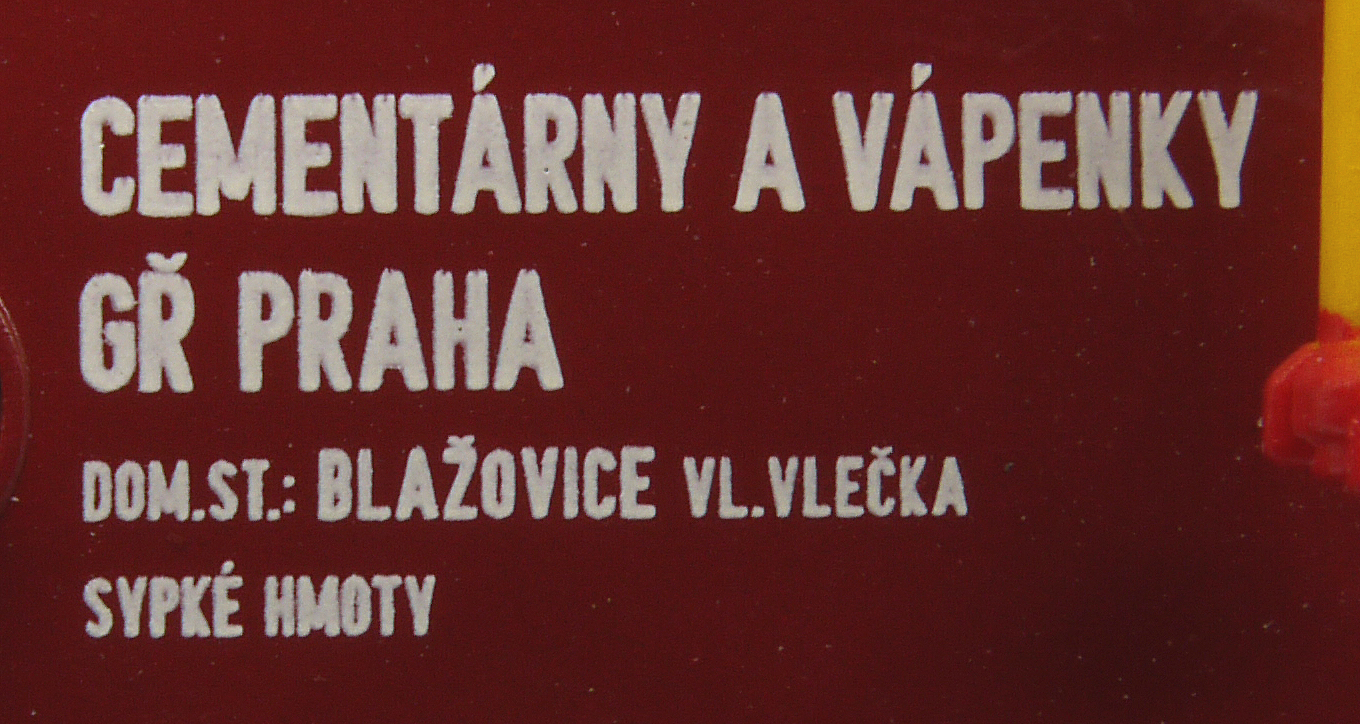 CEMENTÁRNY A VÁPENKY
GŘ PRAHA
DOM.ST.: BLAŽOVICE VL.VLEČKA
SYPKÉ HMOTY